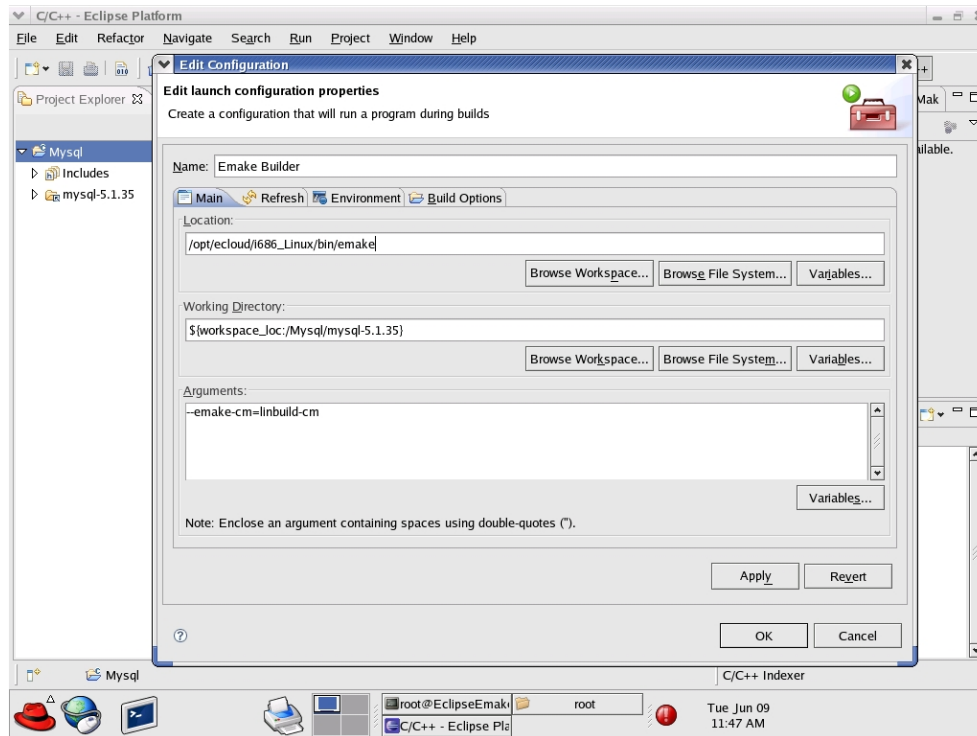 C/C++ - Eclipse Platform
File Edit Refactor Navigate Search Run Project Window Help
Edit Configuration
Project Explorer
Mak
Edit launch configuration properties
Create a configuration that will run a program during builds
Mysql
Includes
mysql-5.1.35
Name: Emake Builder
Main Refresh Environment Build Options
Location:
/opt/ecloud/i686_Linux/bin/emake
Browse Workspace... Browse File System... Variables...
Working Directory:
${workspace_loc:/Mysql/mysql-5.1.35}
Browse Workspace... Browse File System... Variables...
Arguments:
--emake-cm=linbuild-cm
Variables...
Note: Enclose an argument containing spaces using double-quotes (").
Apply Revert
OK Cancel
Mysql
C/C++ Indexer
root@EclipseEmak
root
C/C++ - Eclipse Pla
Tue Jun 09
11:47 AM